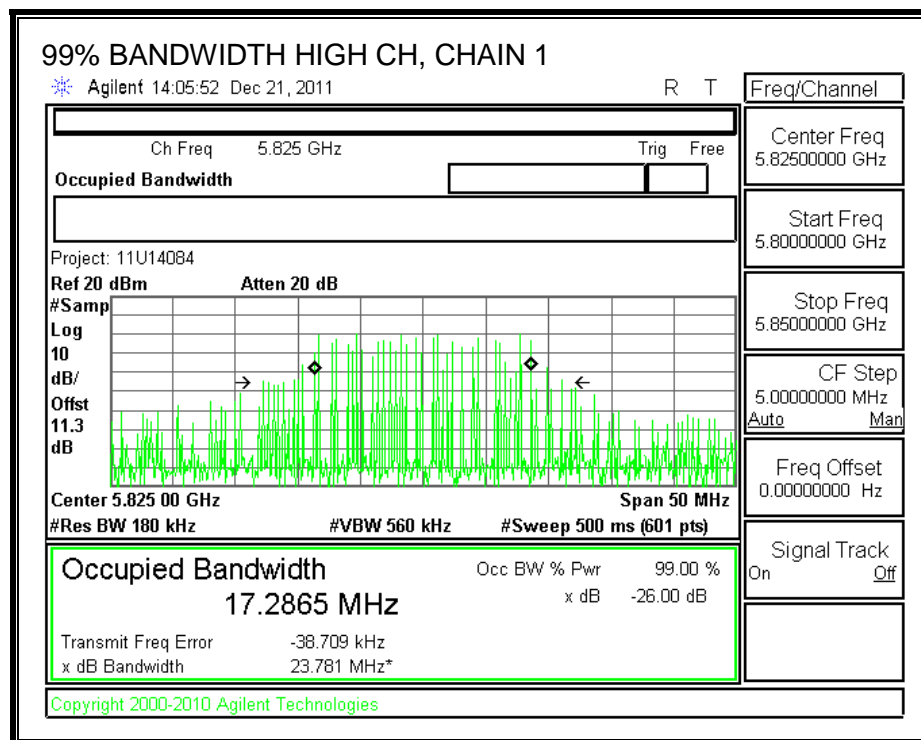 99% BANDWIDTH HIGH CH, CHAIN 1
Agilent 14:05:52 Dec 21, 2011 R T
Freq/Channel
Ch Freq 5.825 GHz Trig Free
Occupied Bandwidth
Center Freq
5.82500000 GHz
Start Freq
5.80000000 GHz
Stop Freq
5.85000000 GHz
CF Step
5.00000000 MHz
Auto Man
Freq Offset
0.00000000 Hz
Signal Track
On Off
Project: 11U14084
Ref 20 dBm Atten 20 dB
#Samp
Log
10
dB/
Offst
11.3
dB
Center 5.825 00 GHz Span 50 MHz
#Res BW 180 kHz #VBW 560 kHz #Sweep 500 ms (601 pts)
Occupied Bandwidth Occ BW % Pwr 99.00 %
17.2865 MHz x dB -26.00 dB
Transmit Freq Error -38.709 kHz
x dB Bandwidth 23.781 MHz*
Copyright 2000-2010 Agilent Technologies